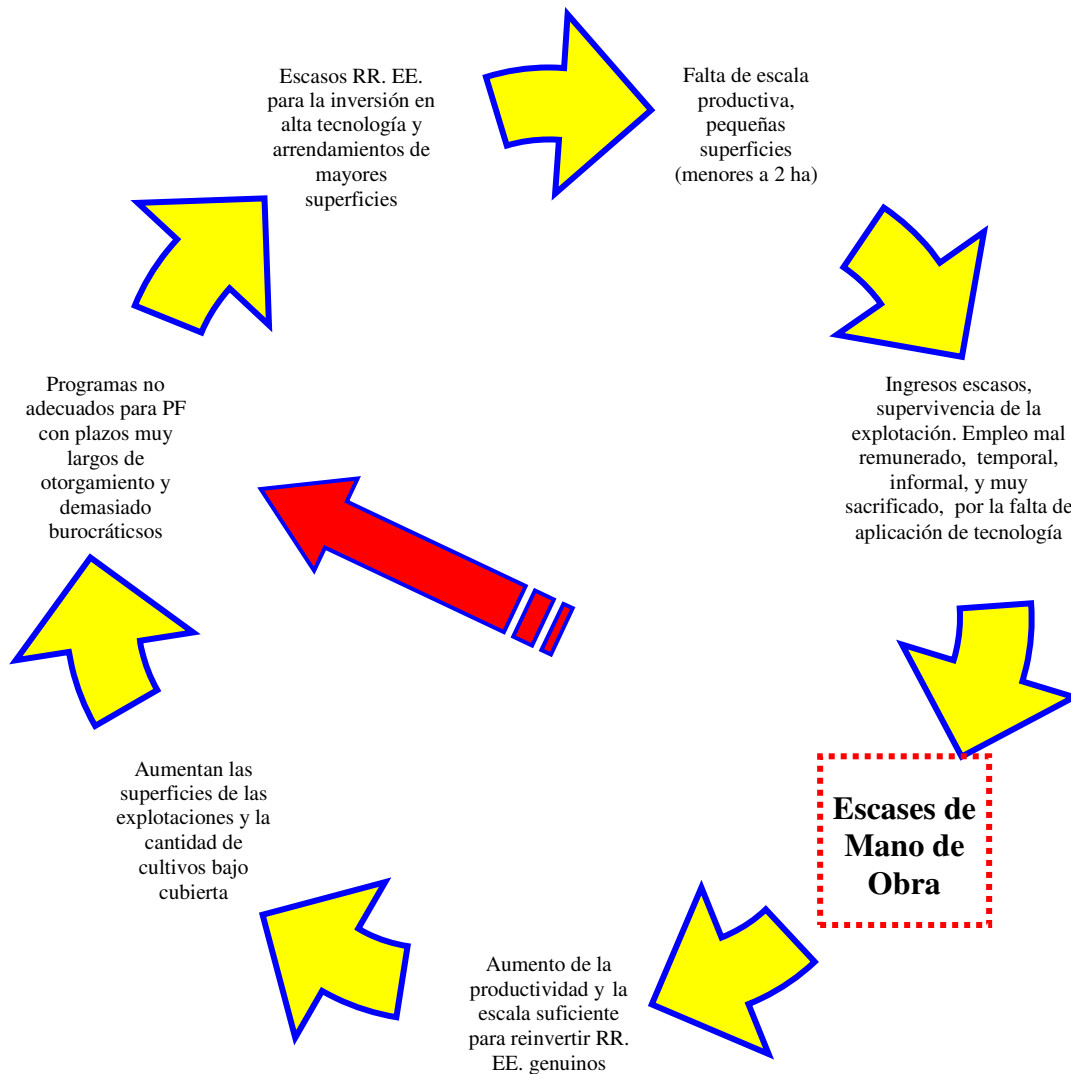 Escasos RR. EE.
para la inversión en
alta tecnología y
arrendamientos de
mayores
superficies
Falta de escala
productiva,
pequeñas
superficies
(menores a 2 ha)
Ingresos escasos,
supervivencia de la
explotación. Empleo mal
remunerado, temporal,
informal, y muy
sacrificado, por la falta de
aplicación de tecnología
Escases de
Mano de
Obra
Aumento de la
productividad y la
escala suficiente
para reinvertir RR.
EE. genuinos
Aumentan las
superficies de las
explotaciones y la
cantidad de
cultivos bajo
cubierta
Programas no
adecuados para PF
con plazos muy
largos de
otorgamiento y
demasiado
burocráticsos